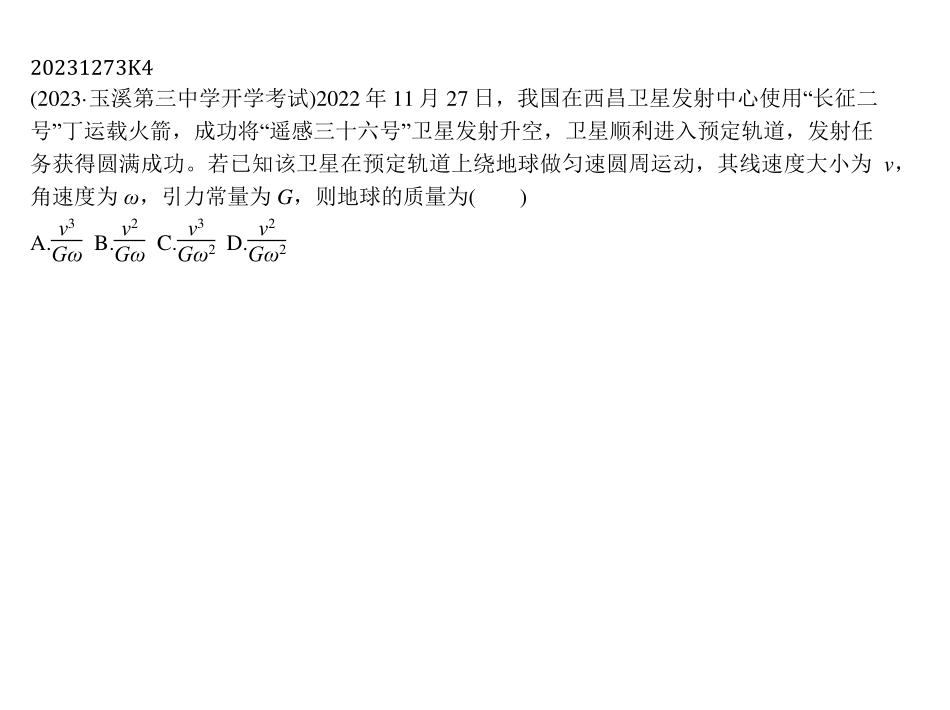 20231273K4
(2023·玉溪第三中学开学考试)2022 年 11 月 27 日，我国在西昌卫星发射中心使用“长征二
号”丁运载火箭，成功将“遥感三十六号”卫星发射升空，卫星顺利进入预定轨道，发射任
务获得圆满成功。若已知该卫星在预定轨道上绕地球做匀速圆周运动，其线速度大小为 v，
角速度为 ω，引力常量为 G，则地球的质量为(　　)
A.\frac{v^3}{Gω} B.\frac{v^2}{Gω} C.\frac{v^3}{Gω^2} D.\frac{v^2}{Gω^2}